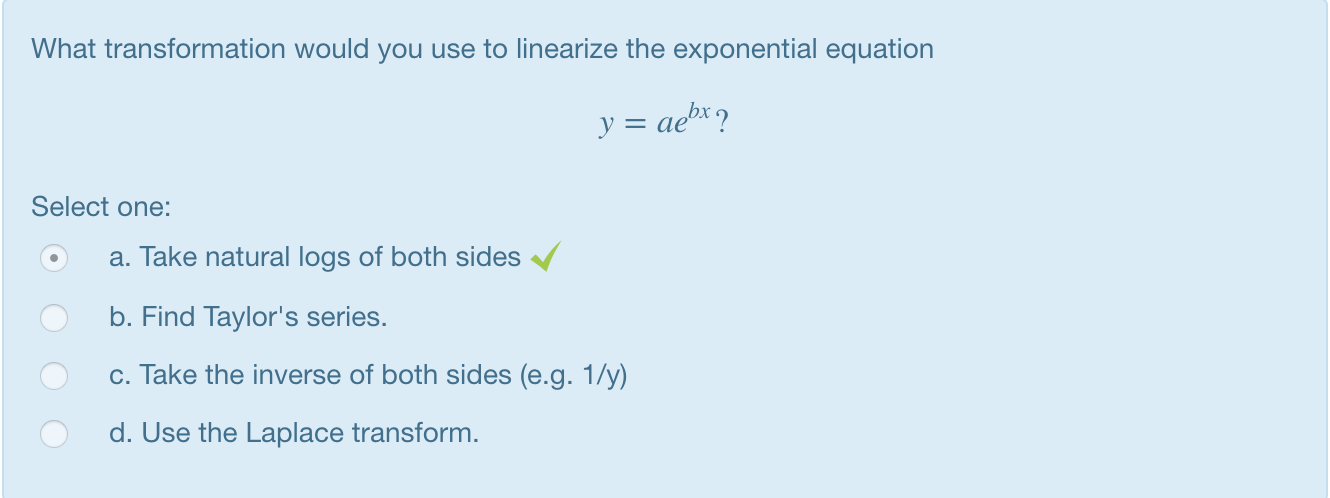 What transformation would you use to linearize the exponential equation
y = ae^{bx}?
Select one:
a. Take natural logs of both sides
b. Find Taylor's series.
c. Take the inverse of both sides (e.g. 1/y)
d. Use the Laplace transform.